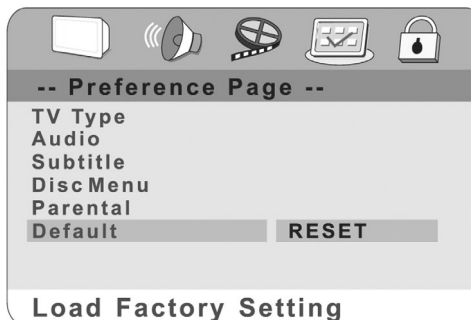 -- Preference Page --
TV Type
Audio
Subtitle
Disc Menu
Parental
Default RESET
Load Factory Setting